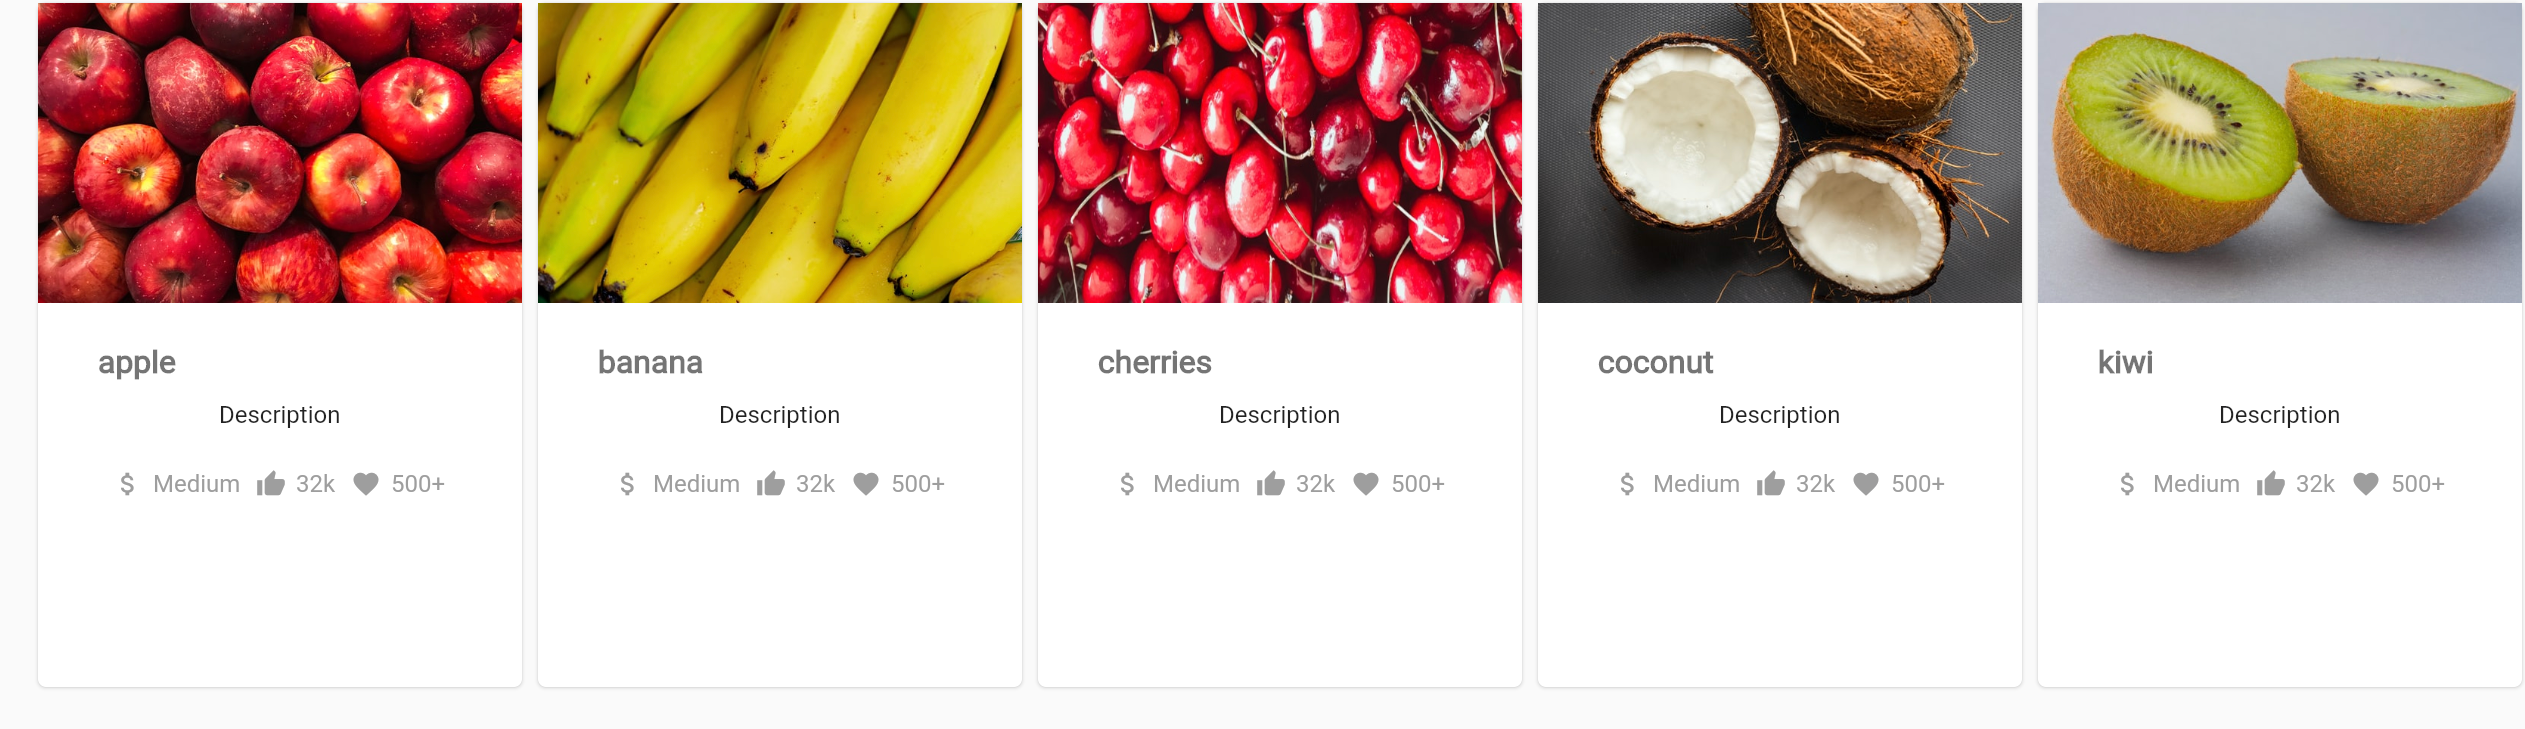 apple
Description
$ Medium 32k 500+
banana
Description
$ Medium 32k 500+
cherries
Description
$ Medium 32k 500+
coconut
Description
$ Medium 32k 500+
kiwi
Description
$ Medium 32k 500+